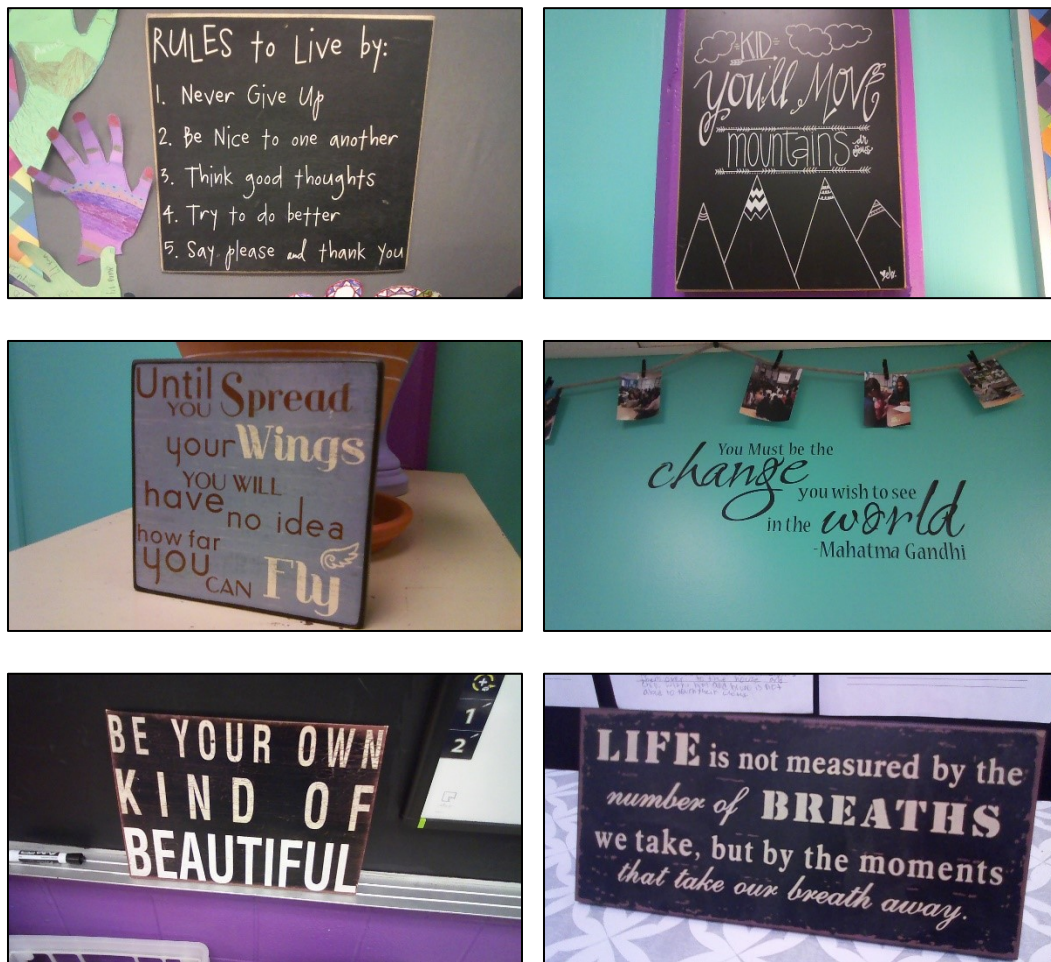 RULES to Live by:
1. Never Give Up
2. Be Nice to one another
3. Think good thoughts
4. Try to do better
5. Say please and thank you
KID
you'll MOVE
mountains
dr
seuss
Until
YOU Spread
your Wings
YOU WILL
have no idea
how far
you
CAN Fly
You Must be the
change
you wish to see
in the world
-Mahatma Gandhi
BE YOUR OWN
KIND OF
BEAUTIFUL
1
2
LIFE is not measured by the
number of BREATHS
we take, but by the moments
that take our breath away.